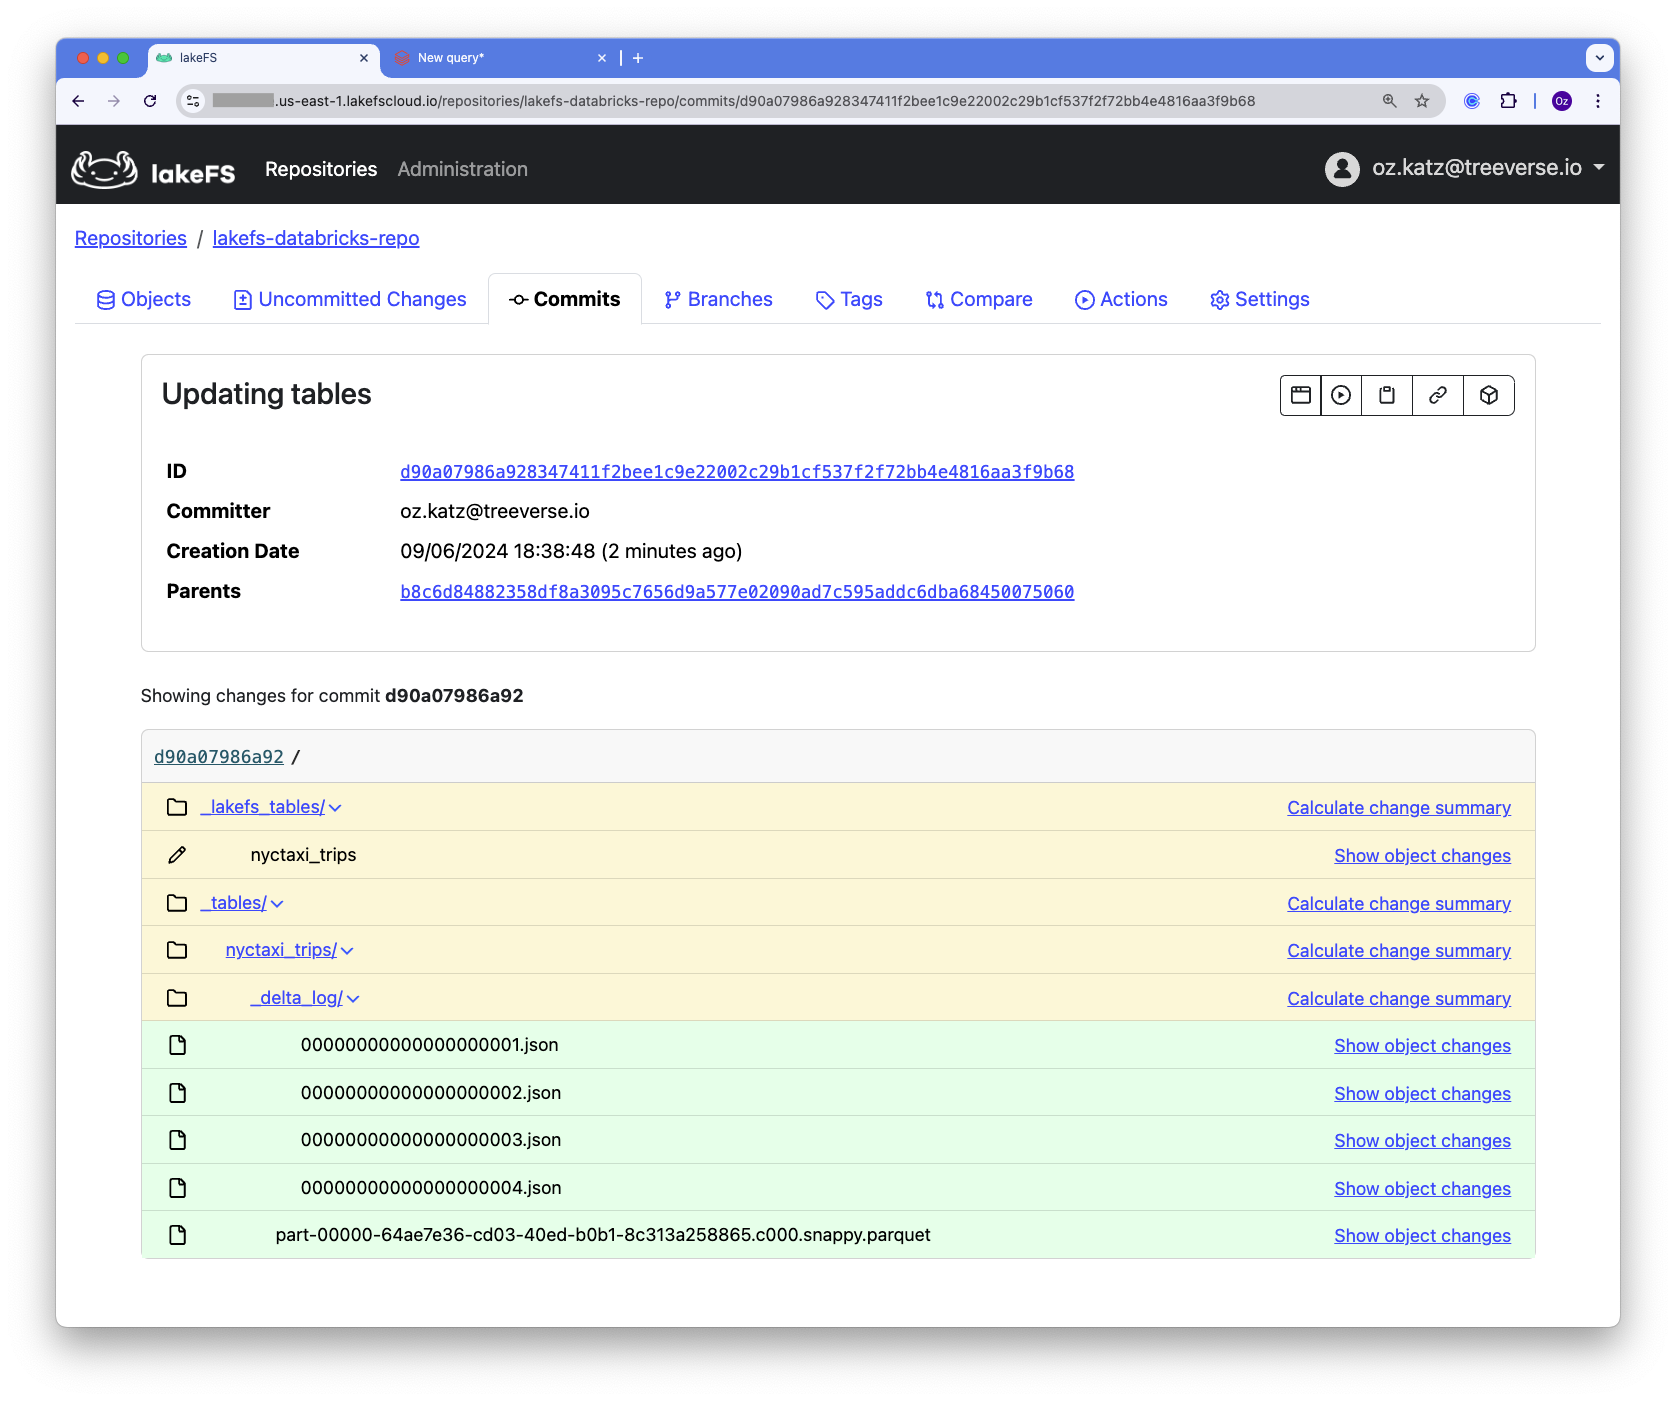 lakeFS
New query*
.us-east-1.lakefscloud.io/repositories/lakefs-databricks-repo/commits/d90a07986a928347411f2bee1c9e22002c29b1cf537f2f72bb4e4816aa3f9b68
Oz
lakeFS Repositories Administration oz.katz@treeverse.io
Repositories / lakefs-databricks-repo
Objects Uncommitted Changes Commits Branches Tags Compare Actions Settings
Updating tables
ID d90a07986a928347411f2bee1c9e22002c29b1cf537f2f72bb4e4816aa3f9b68
Committer oz.katz@treeverse.io
Creation Date 09/06/2024 18:38:48 (2 minutes ago)
Parents b8c6d84882358df8a3095c7656d9a577e02090ad7c595addc6dba68450075060
Showing changes for commit d90a07986a92
d90a07986a92 /
_lakefs_tables/ Calculate change summary
nyctaxi_trips Show object changes
_tables/ Calculate change summary
nyctaxi_trips/ Calculate change summary
_delta_log/ Calculate change summary
00000000000000000001.json Show object changes
00000000000000000002.json Show object changes
00000000000000000003.json Show object changes
00000000000000000004.json Show object changes
part-00000-64ae7e36-cd03-40ed-b0b1-8c313a258865.c000.snappy.parquet Show object changes